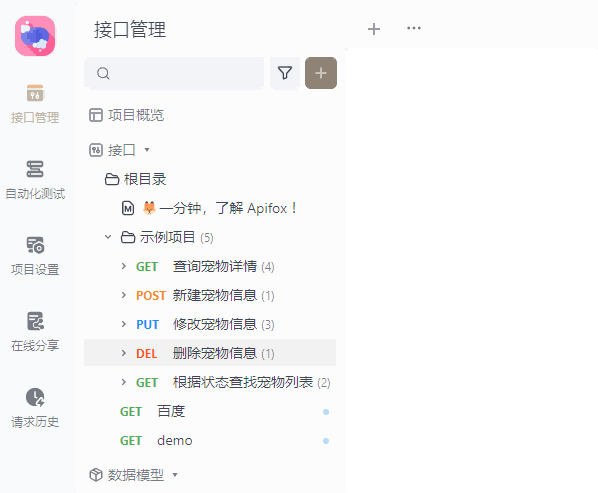 接口管理
接口管理
自动化测试
项目设置
在线分享
请求历史
项目概览
接口
根目录
一分钟，了解 Apifox！
示例项目 (5)
GET 查询宠物详情 (4)
POST 新建宠物信息 (1)
PUT 修改宠物信息 (3)
DEL 删除宠物信息 (1)
GET 根据状态查找宠物列表 (2)
GET 百度
GET demo
数据模型